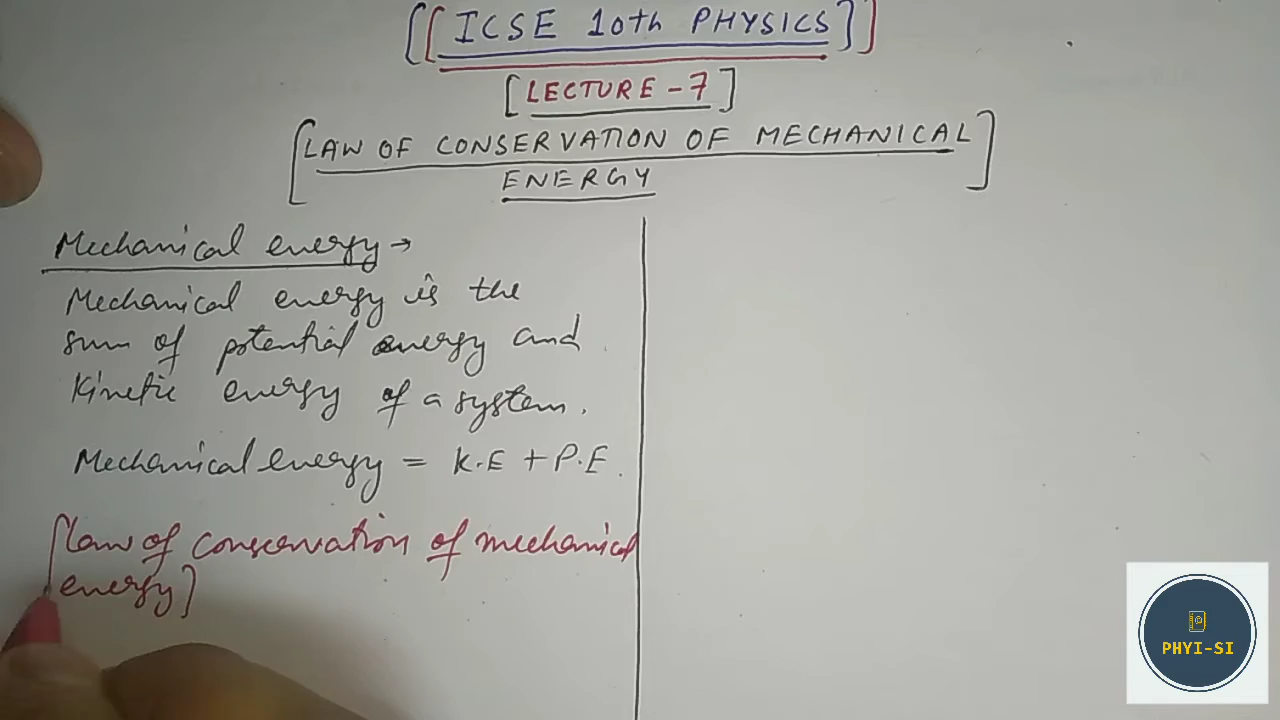 [[ICSE 10th PHYSICS]]
[LECTURE-7]
[LAW OF CONSERVATION OF MECHANICAL
ENERGY]
Mechanical energy →
Mechanical energy is the
sum of potential energy and
Kinetic energy of a system.
Mechanical energy = K.E + P.E.
[law of conservation of mechanical
energy]
PHYI-SI